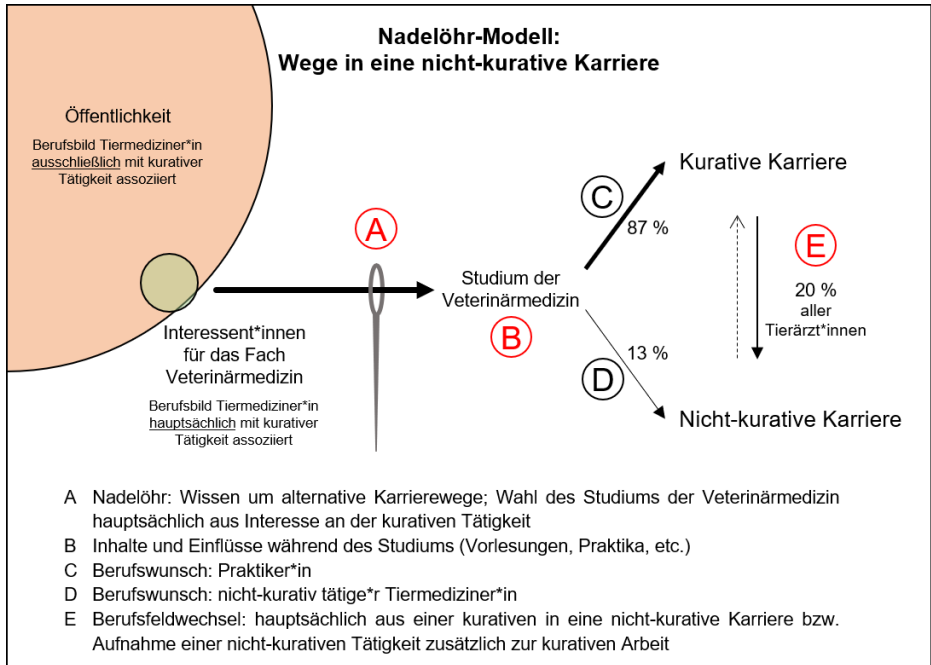 Nadelöhr-Modell:
Wege in eine nicht-kurative Karriere
Öffentlichkeit
Berufsbild Tiermediziner*in
ausschließlich mit kurativer
Tätigkeit assoziiert
Interessent*innen
für das Fach
Veterinärmedizin
Berufsbild Tiermediziner*in
hauptsächlich mit kurativer
Tätigkeit assoziiert
A
Studium der
Veterinärmedizin
B
C
87 %
Kurative Karriere
E
20 %
aller
Tierärzt*innen
13 %
D
Nicht-kurative Karriere
A Nadelöhr: Wissen um alternative Karrierewege; Wahl des Studiums der Veterinärmedizin
hauptsächlich aus Interesse an der kurativen Tätigkeit
B Inhalte und Einflüsse während des Studiums (Vorlesungen, Praktika, etc.)
C Berufswunsch: Praktiker*in
D Berufswunsch: nicht-kurativ tätige*r Tiermediziner*in
E Berufsfeldwechsel: hauptsächlich aus einer kurativen in eine nicht-kurative Karriere bzw.
Aufnahme einer nicht-kurativen Tätigkeit zusätzlich zur kurativen Arbeit